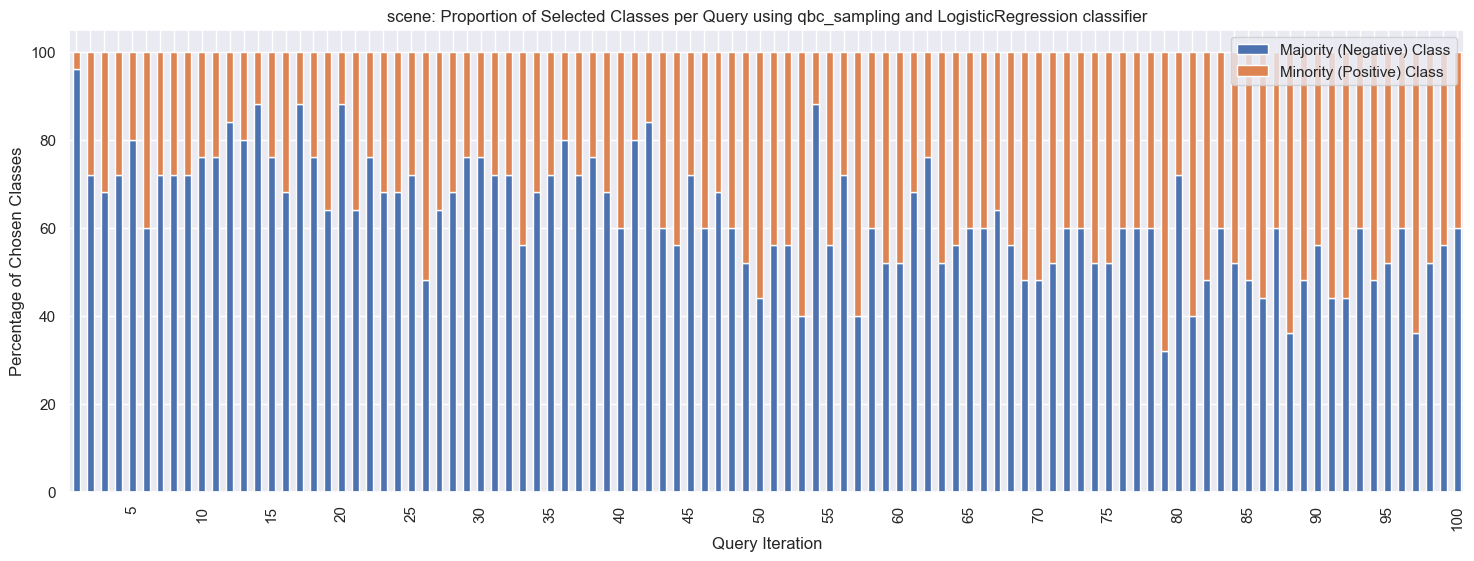 scene: Proportion of Selected Classes per Query using qbc_sampling and LogisticRegression classifier
Majority (Negative) Class
Minority (Positive) Class
Percentage of Chosen Classes
100
80
60
40
20
0
5 10 15 20 25 30 35 40 45 50 55 60 65 70 75 80 85 90 95 100
Query Iteration